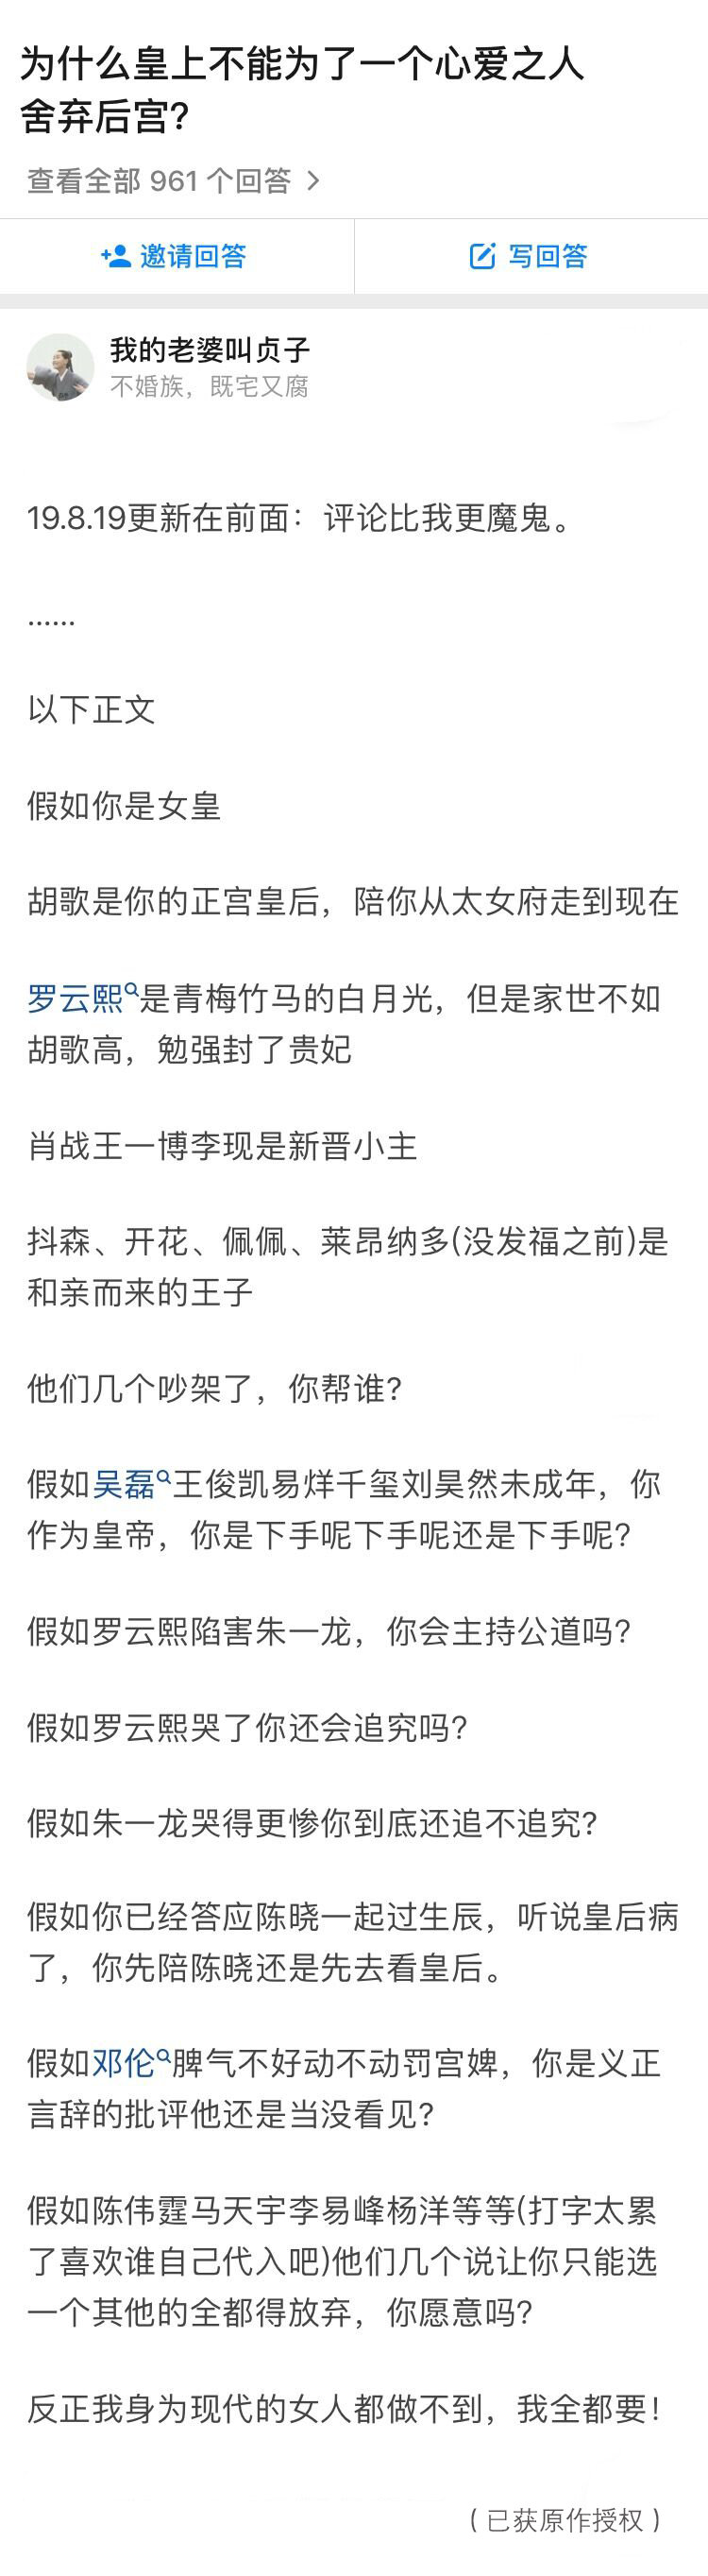 为什么皇上不能为了一个心爱之人
舍弃后宫?
查看全部 961 个回答 >
邀请回答
写回答
我的老婆叫贞子
不婚族，既宅又腐
19.8.19更新在前面：评论比我更魔鬼。
......
以下正文
假如你是女皇
胡歌是你的正宫皇后，陪你从太女府走到现在
罗云熙是青梅竹马的白月光，但是家世不如
胡歌高，勉强封了贵妃
肖战王一博李现是新晋小主
抖森、开花、佩佩、莱昂纳多(没发福之前)是
和亲而来的王子
他们几个吵架了，你帮谁?
假如吴磊王俊凯易烊千玺刘昊然未成年，你
作为皇帝，你是下手呢下手呢还是下手呢?
假如罗云熙陷害朱一龙，你会主持公道吗?
假如罗云熙哭了你还会追究吗?
假如朱一龙哭得更惨你到底还追不追究?
假如你已经答应陈晓一起过生辰，听说皇后病
了，你先陪陈晓还是先去看皇后。
假如邓伦脾气不好动不动罚宫婢，你是义正
言辞的批评他还是当没看见?
假如陈伟霆马天宇李易峰杨洋等等(打字太累
了喜欢谁自己代入吧)他们几个说让你只能选
一个其他的全都得放弃，你愿意吗?
反正我身为现代的女人都做不到，我全都要!
(已获原作授权)